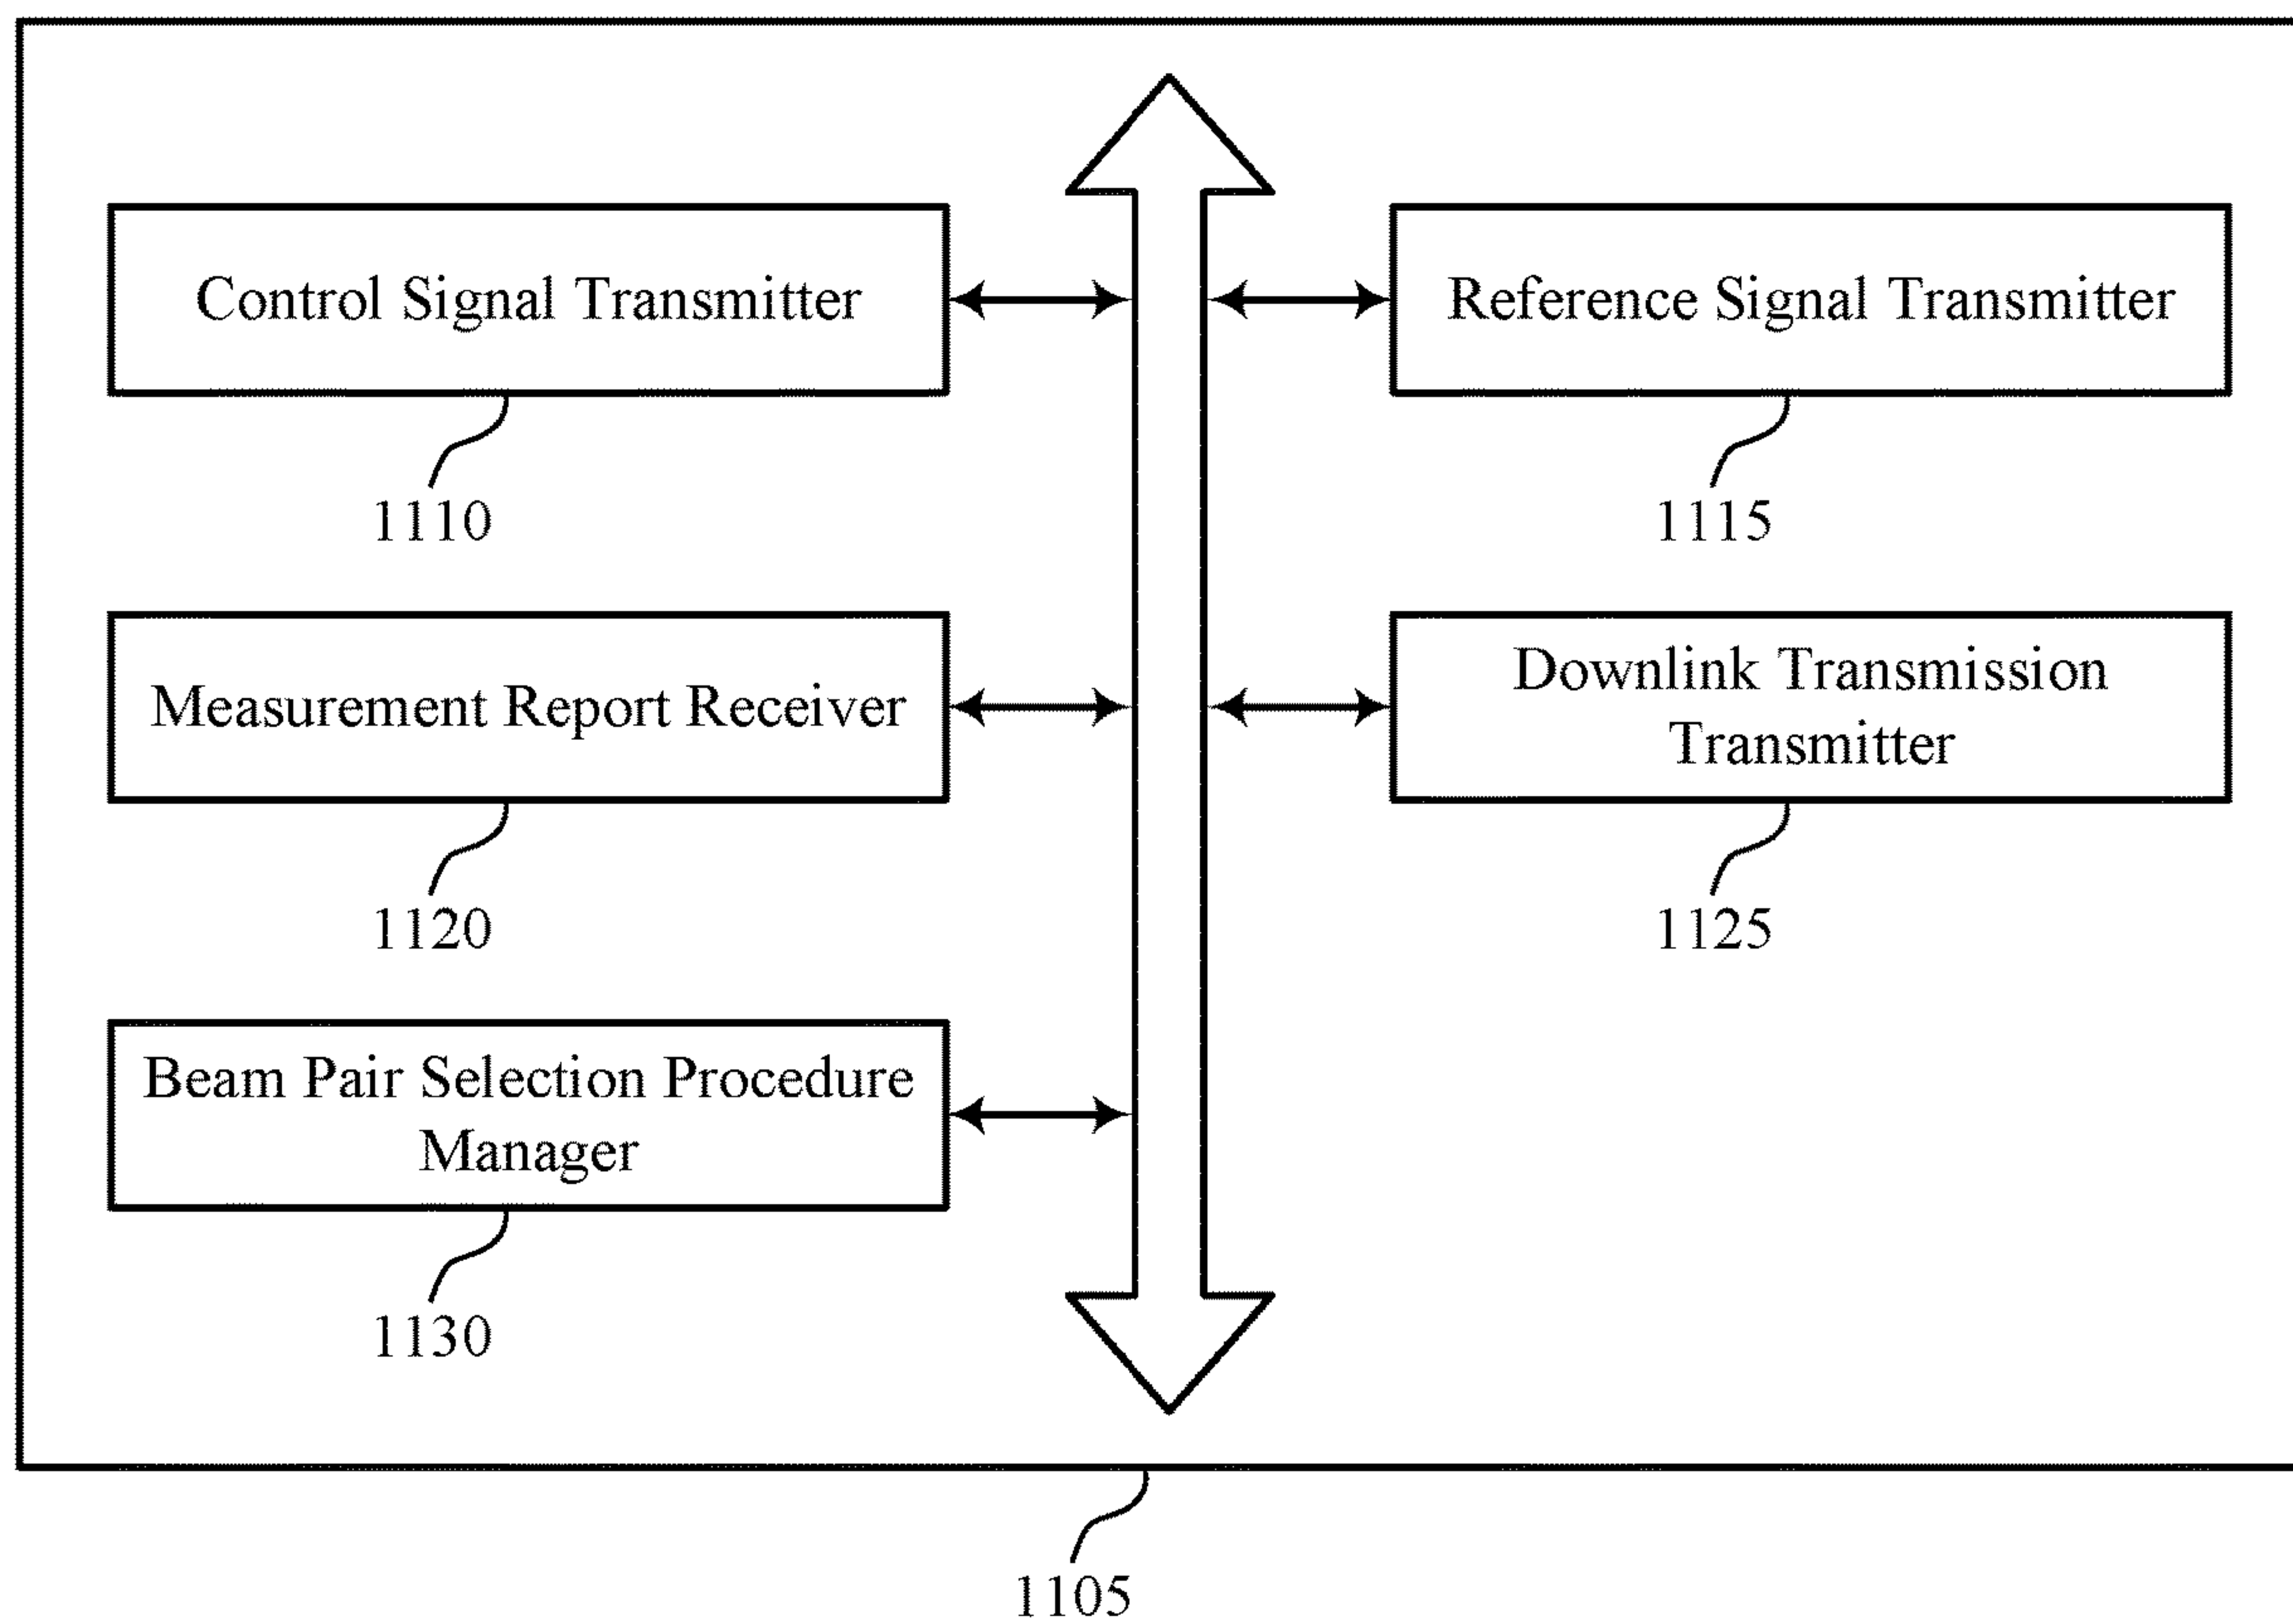 Control Signal Transmitter
1110
Reference Signal Transmitter
1115
Measurement Report Receiver
1120
Downlink Transmission
Transmitter
1125
Beam Pair Selection Procedure
Manager
1130
1105